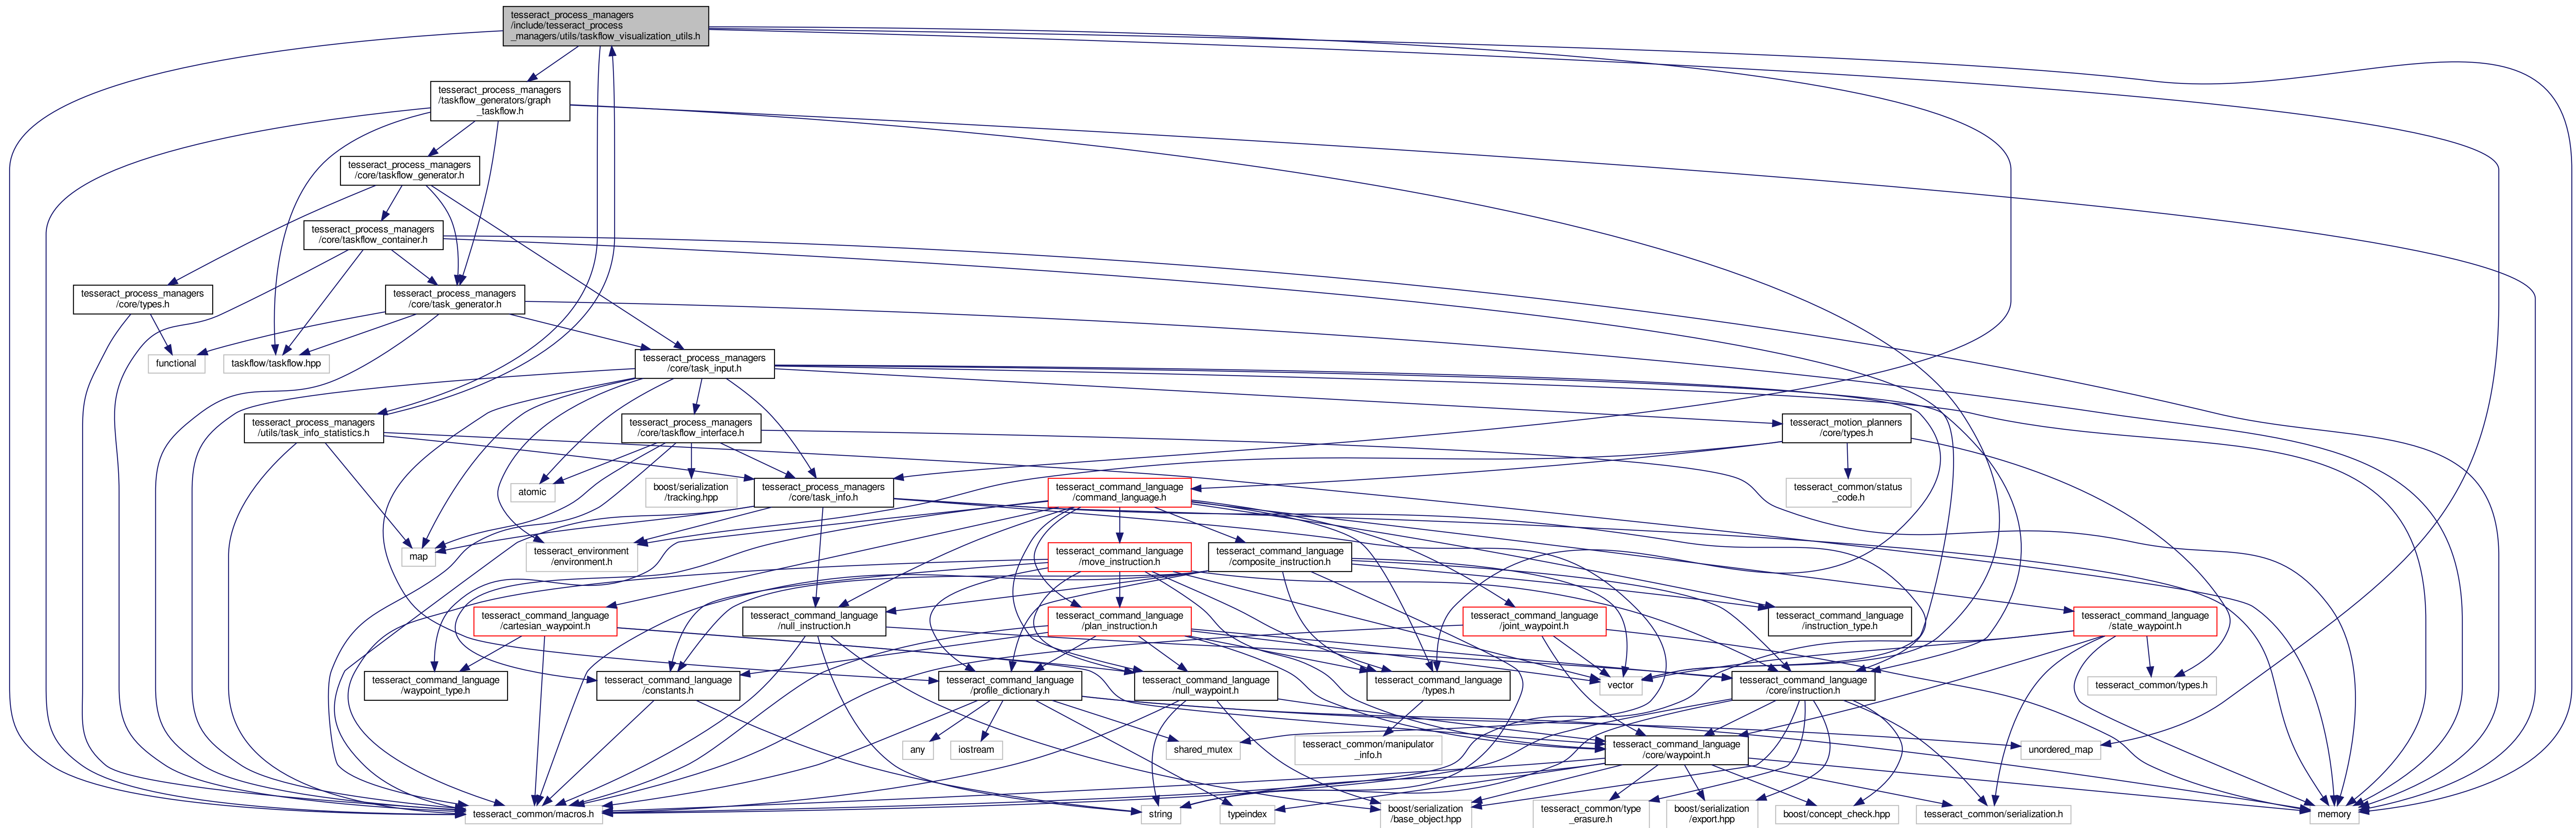 tesseract_process_managers
/include/tesseract_process
_managers/utils/taskflow_visualization_utils.h
tesseract_process_managers
/taskflow_generators/graph
_taskflow.h
tesseract_process_managers
/core/taskflow_generator.h
tesseract_process_managers
/core/taskflow_container.h
tesseract_process_managers
/core/types.h
tesseract_process_managers
/core/task_generator.h
functional
taskflow/taskflow.hpp
tesseract_process_managers
/core/task_input.h
tesseract_process_managers
/utils/task_info_statistics.h
tesseract_process_managers
/core/taskflow_interface.h
tesseract_motion_planners
/core/types.h
atomic
boost/serialization
/tracking.hpp
tesseract_process_managers
/core/task_info.h
tesseract_command_language
/command_language.h
tesseract_common/status
_code.h
map
tesseract_environment
/environment.h
tesseract_command_language
/move_instruction.h
tesseract_command_language
/composite_instruction.h
tesseract_command_language
/cartesian_waypoint.h
tesseract_command_language
/null_instruction.h
tesseract_command_language
/plan_instruction.h
tesseract_command_language
/joint_waypoint.h
tesseract_command_language
/instruction_type.h
tesseract_command_language
/state_waypoint.h
tesseract_command_language
/waypoint_type.h
tesseract_command_language
/constants.h
tesseract_command_language
/profile_dictionary.h
tesseract_command_language
/null_waypoint.h
tesseract_command_language
/types.h
vector
tesseract_command_language
/core/instruction.h
tesseract_common/types.h
any
iostream
shared_mutex
tesseract_common/manipulator
_info.h
tesseract_command_language
/core/waypoint.h
unordered_map
tesseract_common/macros.h
string
typeindex
boost/serialization
/base_object.hpp
tesseract_common/type
_erasure.h
boost/serialization
/export.hpp
boost/concept_check.hpp
tesseract_common/serialization.h
memory